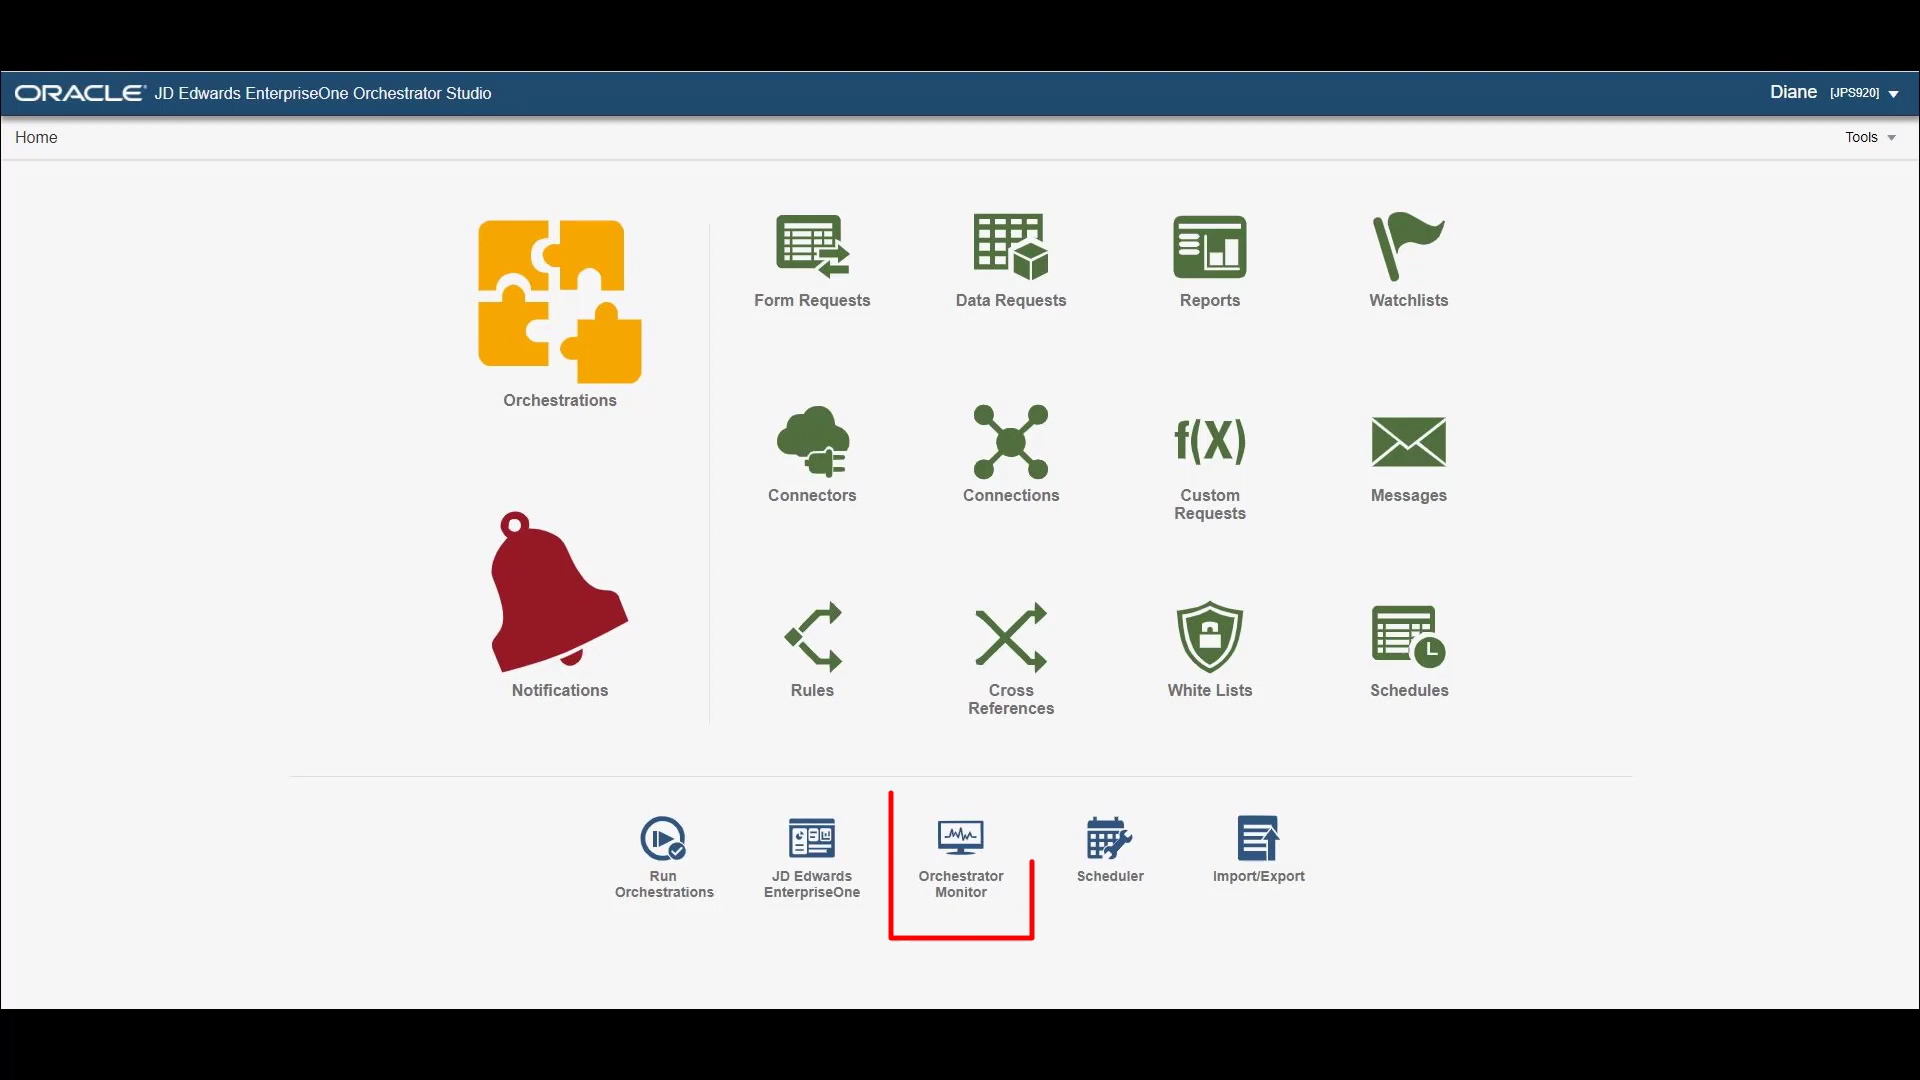 ORACLE JD Edwards EnterpriseOne Orchestrator Studio
Diane [JPS920]
Home
Tools
Form Requests
Data Requests
Reports
Watchlists
Orchestrations
Connectors
Connections
f(X)
Custom
Requests
Messages
Notifications
Rules
Cross
References
White Lists
Schedules
Run
Orchestrations
JD Edwards
EnterpriseOne
Orchestrator
Monitor
Scheduler
Import/Export